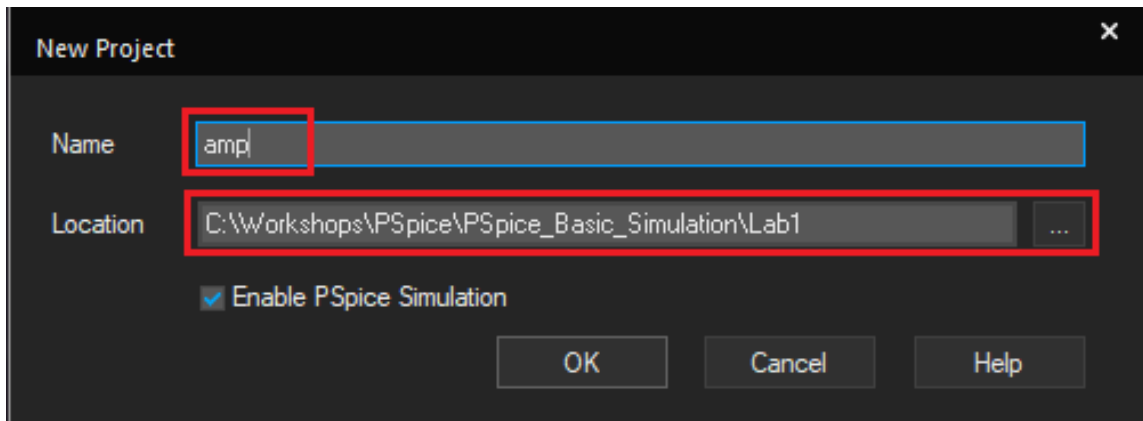 New Project
Name amp
Location C:\Workshops\PSpice\PSpice_Basic_Simulation\Lab1 ...
Enable PSpice Simulation
OK Cancel Help